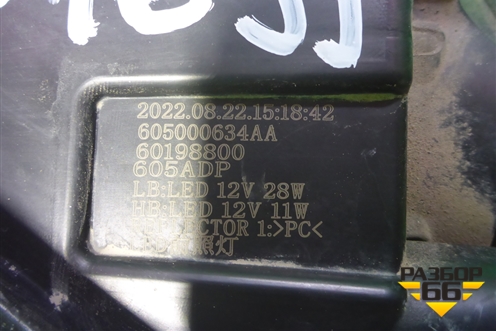 2022.08.22.15:18:42
605000634AA
60198800
605ADP
LB:LED 12V 28W
HB:LED 12V 11W
1:>PC<
灯
РАЗБОР
66